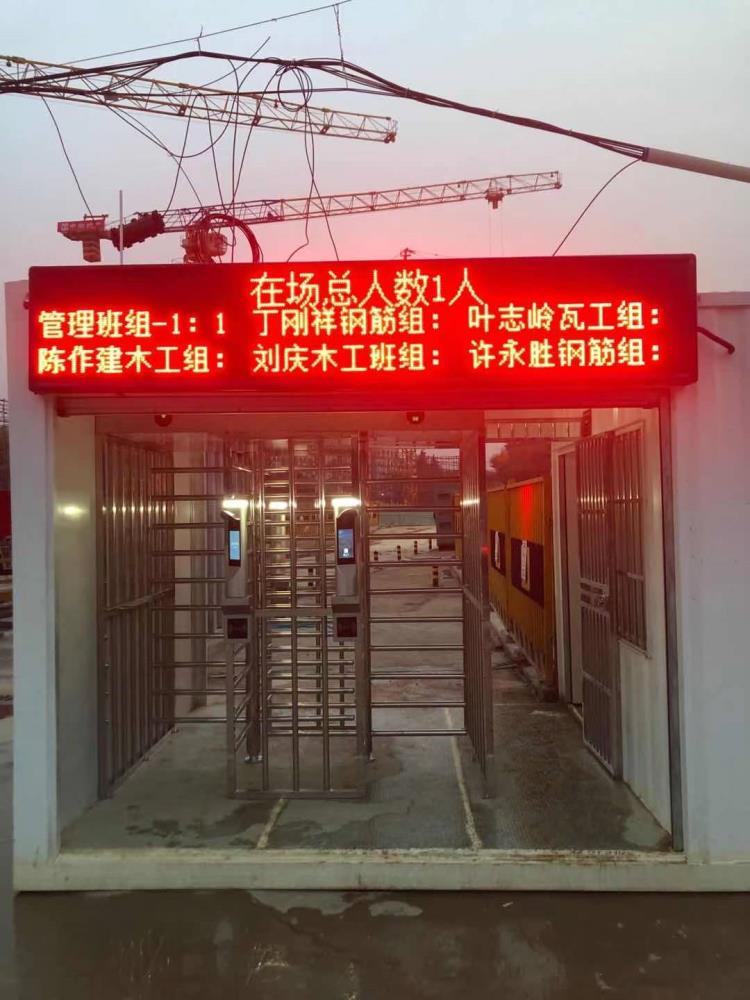 在场总人数1人
管理班组-1：1 丁刚祥钢筋组： 叶志岭瓦工组：
陈作建木工组： 刘庆木工班组： 许永胜钢筋组：